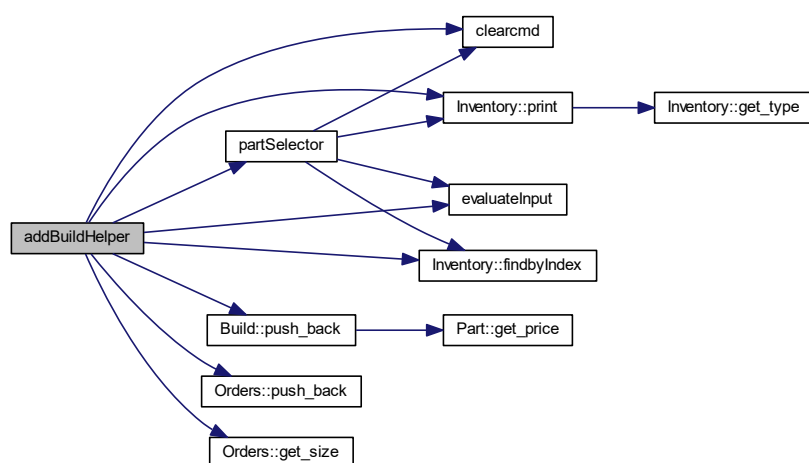 clearcmd
Inventory::print
Inventory::get_type
partSelector
evaluateInput
addBuildHelper
Inventory::findbyIndex
Build::push_back
Part::get_price
Orders::push_back
Orders::get_size